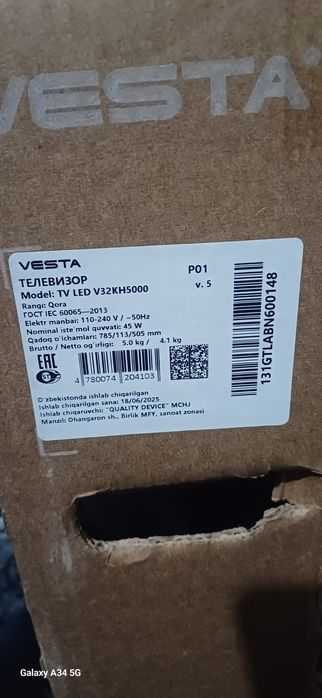 VESTA
VESTA
ТЕЛЕВИЗОР
Model: TV LED V32KH5000
Rangi: Qora
ГОСТ IEC 60065—2013
Elektr manbai: 110-240 V / ~50Hz
Nominal iste'mol quvvati: 45 W
Qadoq o'lchamlari: 785/113/505 mm
Brutto / Netto og'irligi: 5.0 kg / 4.1 kg
P01
v. 5
EAC
4 780074 204103
131GTLABN600148
O'zbekistonda ishlab chiqarilgan
Ishlab chiqarilgan sana: 18/06/2025
Ishlab chiqaruvchi: "QUALITY DEVICE" MCHJ
Manzil: Ohangaron sh., Birlik MFY, sanoat zonasi
Galaxy A34 5G